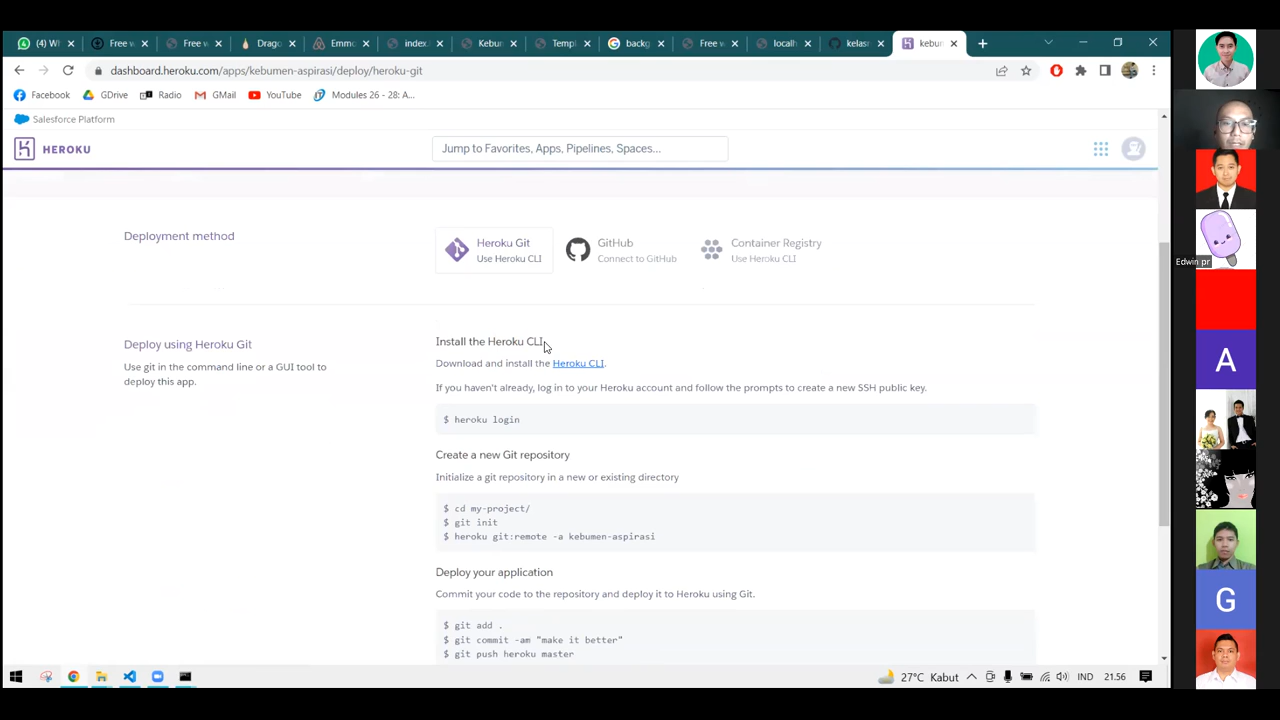 (4) W
Free w
Free w
Drago
Emme
index.
Kebun
Templ
backg
Free w
localh
kelasr
kebun
dashboard.heroku.com/apps/kebumen-aspirasi/deploy/heroku-git
Facebook
GDrive
Radio
GMail
YouTube
Modules 26 - 28: A...
Salesforce Platform
HEROKU
Jump to Favorites, Apps, Pipelines, Spaces...
Deployment method
Heroku Git
Use Heroku CLI
GitHub
Connect to GitHub
Container Registry
Use Heroku CLI
Deploy using Heroku Git
Use git in the command line or a GUI tool to
deploy this app.
Install the Heroku CLI
Download and install the Heroku CLI.
If you haven't already, log in to your Heroku account and follow the prompts to create a new SSH public key.
$ heroku login
Create a new Git repository
Initialize a git repository in a new or existing directory
$ cd my-project/
$ git init
$ heroku git:remote -a kebumen-aspirasi
Deploy your application
Commit your code to the repository and deploy it to Heroku using Git.
$ git add .
$ git commit -am "make it better"
$ git push heroku master
27°C Kabut
IND
21.56
Edwin pr
A
G